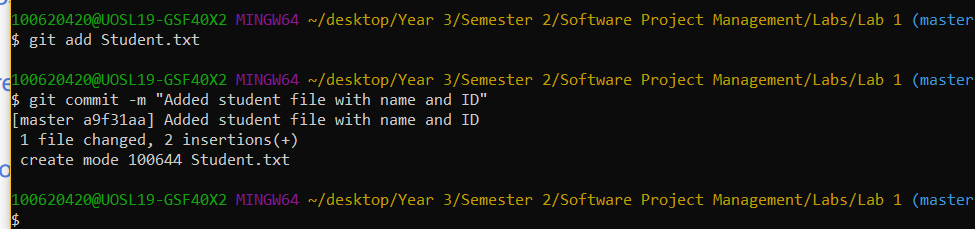 100620420@UOSL19-GSF40X2 MINGW64 ~/desktop/Year 3/Semester 2/Software Project Management/Labs/Lab 1 (master
$ git add Student.txt
100620420@UOSL19-GSF40X2 MINGW64 ~/desktop/Year 3/Semester 2/Software Project Management/Labs/Lab 1 (master
$ git commit -m "Added student file with name and ID"
[master a9f31aa] Added student file with name and ID
 1 file changed, 2 insertions(+)
 create mode 100644 Student.txt
100620420@UOSL19-GSF40X2 MINGW64 ~/desktop/Year 3/Semester 2/Software Project Management/Labs/Lab 1 (master
$